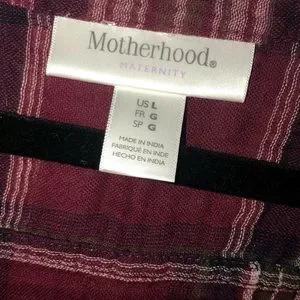 Motherhood®
MATERNITY
US L
FR G
SP G
MADE IN INDIA
FABRIQUÉ EN INDE
HECHO EN INDIA